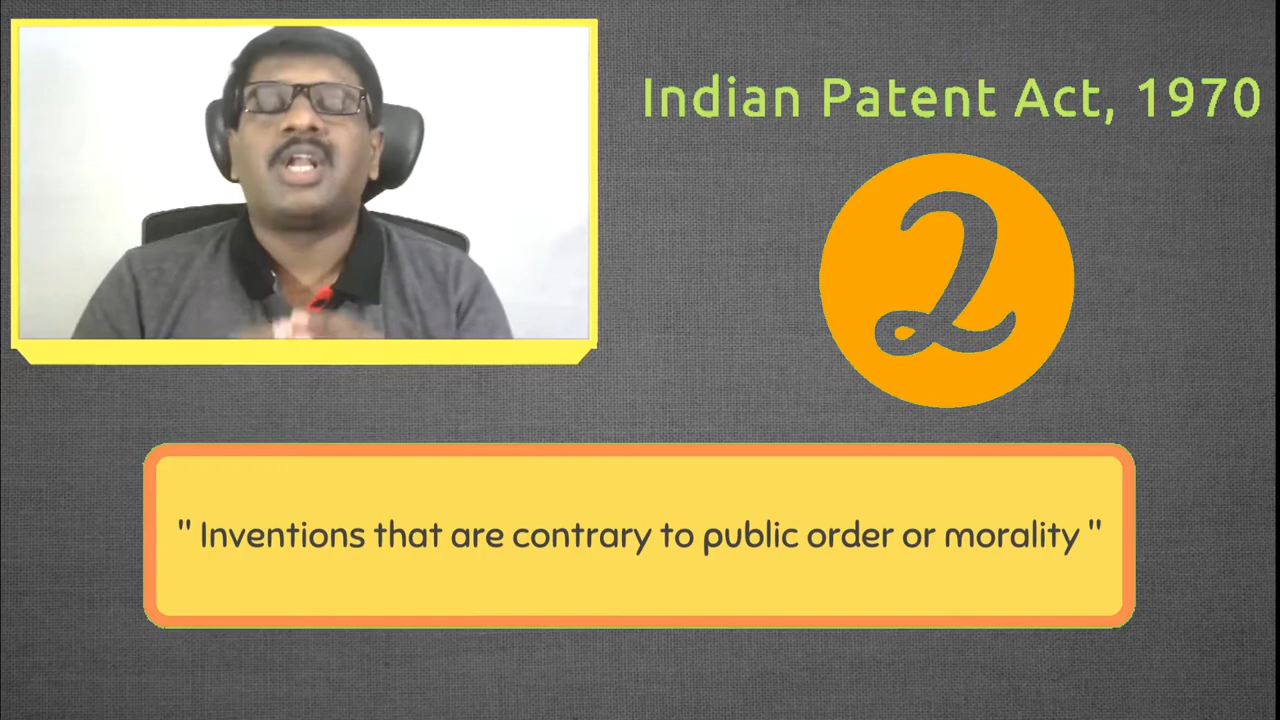 Indian Patent Act, 1970
2
" Inventions that are contrary to public order or morality "